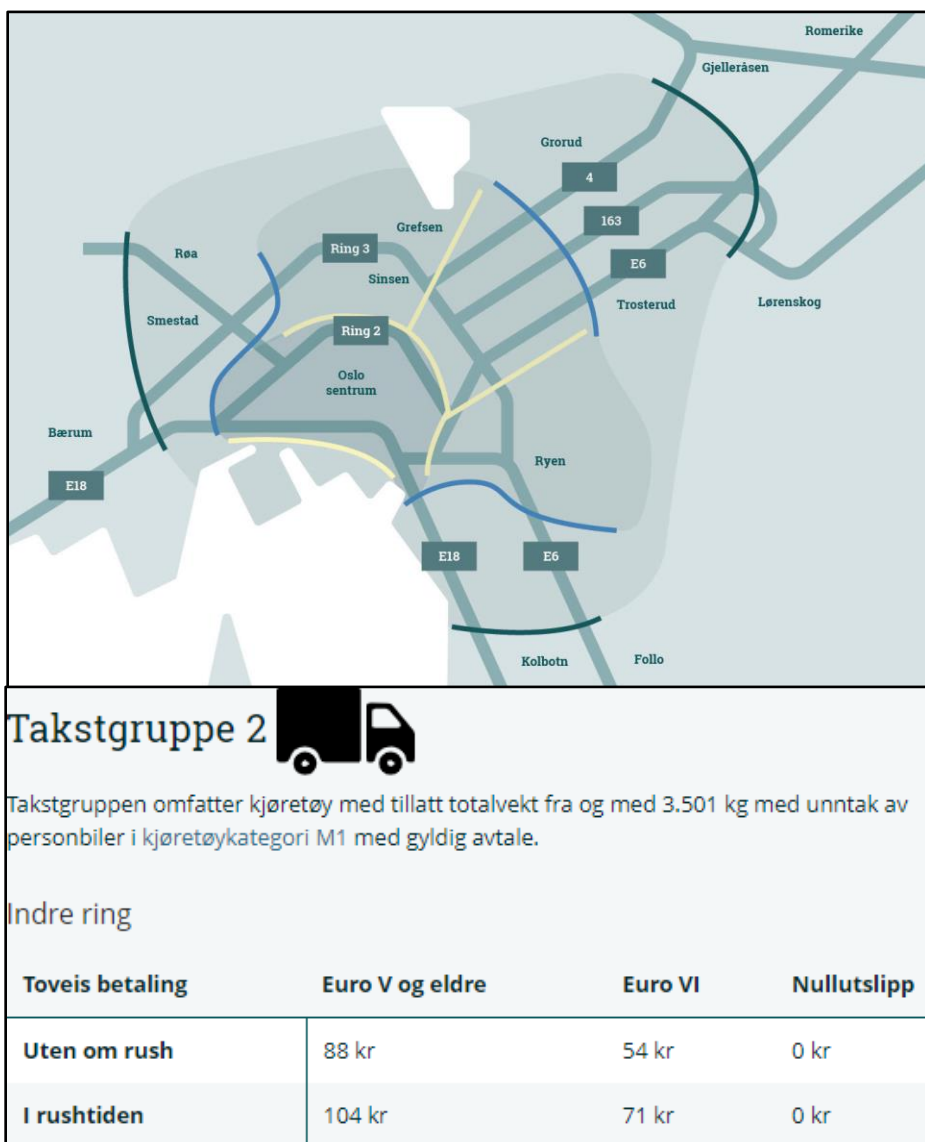 Romerike
Gjelleråsen
Grorud
4
163
Grefsen
Ring 3
Røa
E6
Sinsen
Trosterud
Lørenskog
Smestad
Ring 2
Oslo
sentrum
Bærum
Ryen
E18
E18
E6
Kolbotn
Follo
Takstgruppe 2
Takstgruppen omfatter kjøretøy med tillatt totalvekt fra og med 3.501 kg med unntak av
personbiler i kjøretøykategori M1 med gyldig avtale.
Indre ring
Toveis betaling Euro V og eldre Euro VI Nullutslipp
Uten om rush 88 kr 54 kr 0 kr
I rushtiden 104 kr 71 kr 0 kr